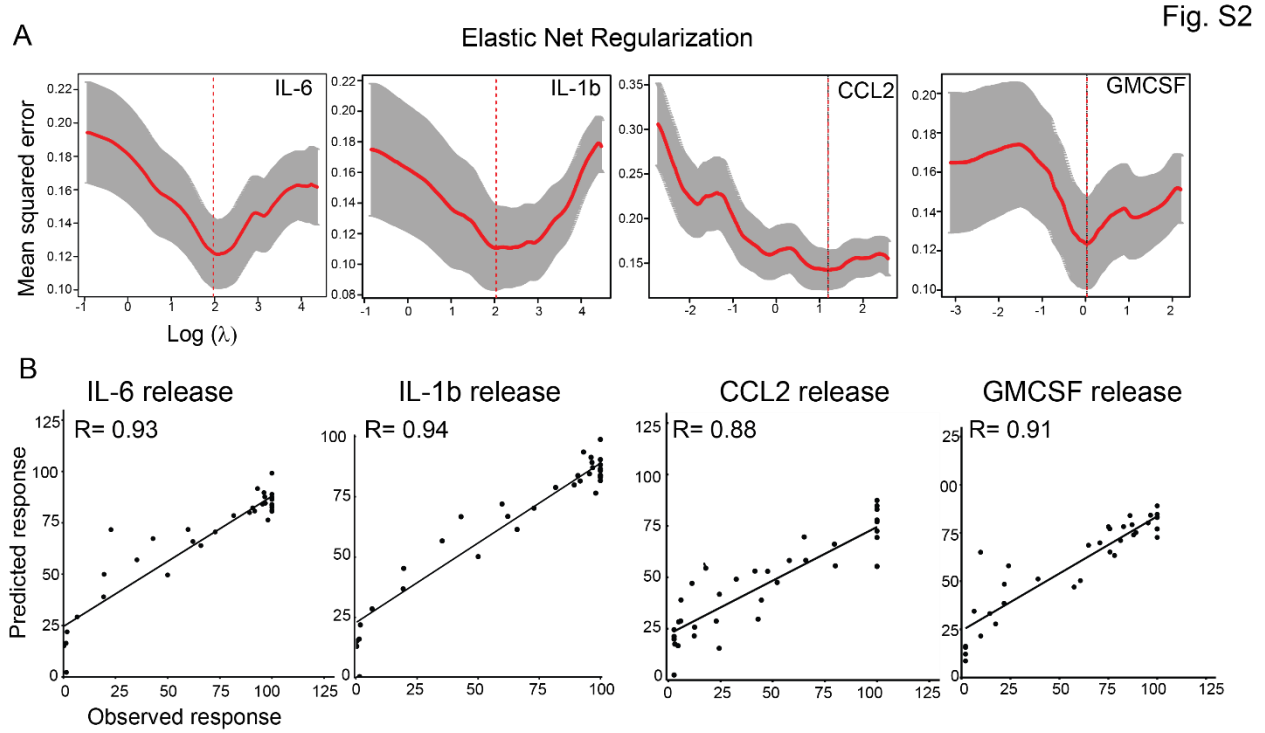 Fig. S2
A
Elastic Net Regularization
Mean squared error
IL-6
0.22
0.20
0.18
0.16
0.14
0.12
0.10
-1 0 1 2 3 4
IL-1b
0.22
0.20
0.18
0.16
0.14
0.12
0.10
0.08
-1 0 1 2 3 4
CCL2
0.35
0.30
0.25
0.20
0.15
-2 -1 0 1 2
GMCSF
0.20
0.18
0.16
0.14
0.12
0.10
-3 -2 -1 0 1 2
Log (λ)
B
Predicted response
IL-6 release
R= 0.93
125
100
75
50
25
0
0 25 50 75 100 125
IL-1b release
R= 0.94
100
75
50
25
0
0 25 50 75 100
CCL2 release
R= 0.88
125
100
75
50
25
0
0 25 50 75 100 125
GMCSF release
R= 0.91
25
00
75
50
25
0
0 25 50 75 100 125
Observed response